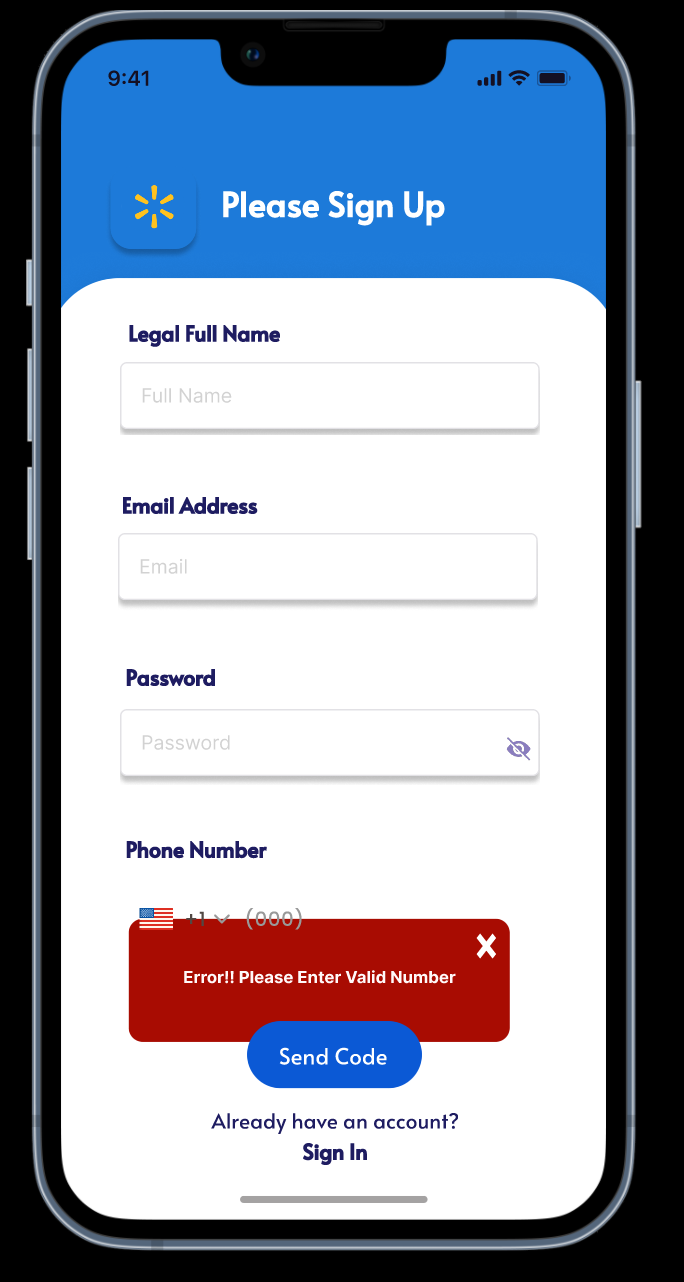 9:41
Please Sign Up
Legal Full Name
Full Name
Email Address
Email
Password
Password
Phone Number
+1 (000)
X
Error!! Please Enter Valid Number
Send Code
Already have an account?
Sign In